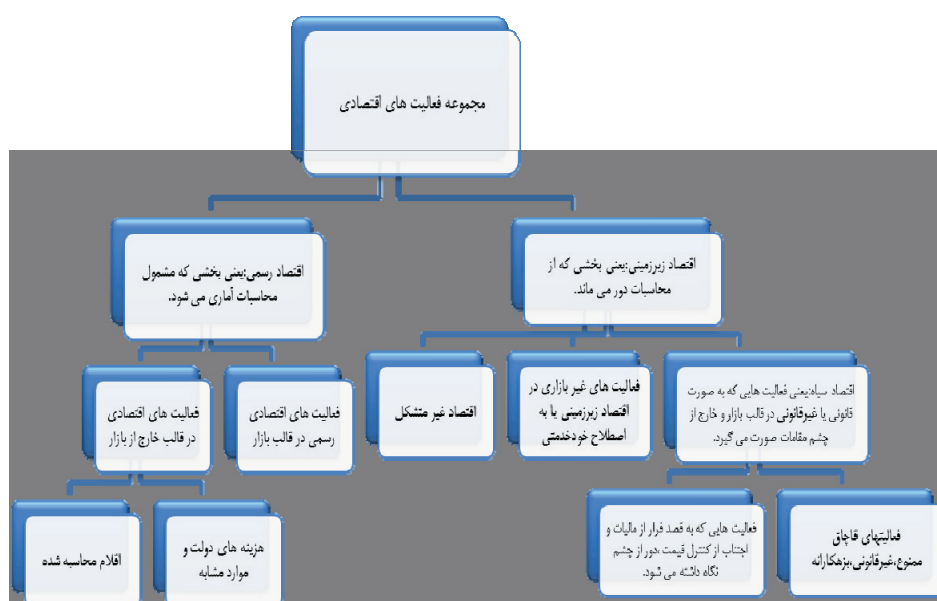 مجموعه فعالیت های اقتصادی
اقتصاد زیرزمینی:یعنی بخشی که از
محاسبات دور می ماند.
اقتصاد رسمی:یعنی بخشی که مشمول
محاسبات آماری می شود.
اقتصاد سیاه:یعنی فعالیت هایی که به صورت
قانونی یا غیرقانونی در قالب بازار و خارج از
چشم مقامات صورت می گیرد.
فعالیت های غیر بازاری در
اقتصاد زیرزمینی یا به
اصطلاح خودخدمتی
اقتصاد غیر متشکل
فعالیت های اقتصادی
رسمی در قالب بازار
فعالیت های اقتصادی
در قالب خارج از بازار
فعالیتهای قاچاق
ممنوع،غیرقانونی،بزهکارانه
فعالیت هایی که به قصد فرار از مالیات و
اجتناب از کنترل قیمت،دور از چشم
نگاه داشته می شود.
هزینه های دولت و
موارد مشابه
اقلام محاسبه شده